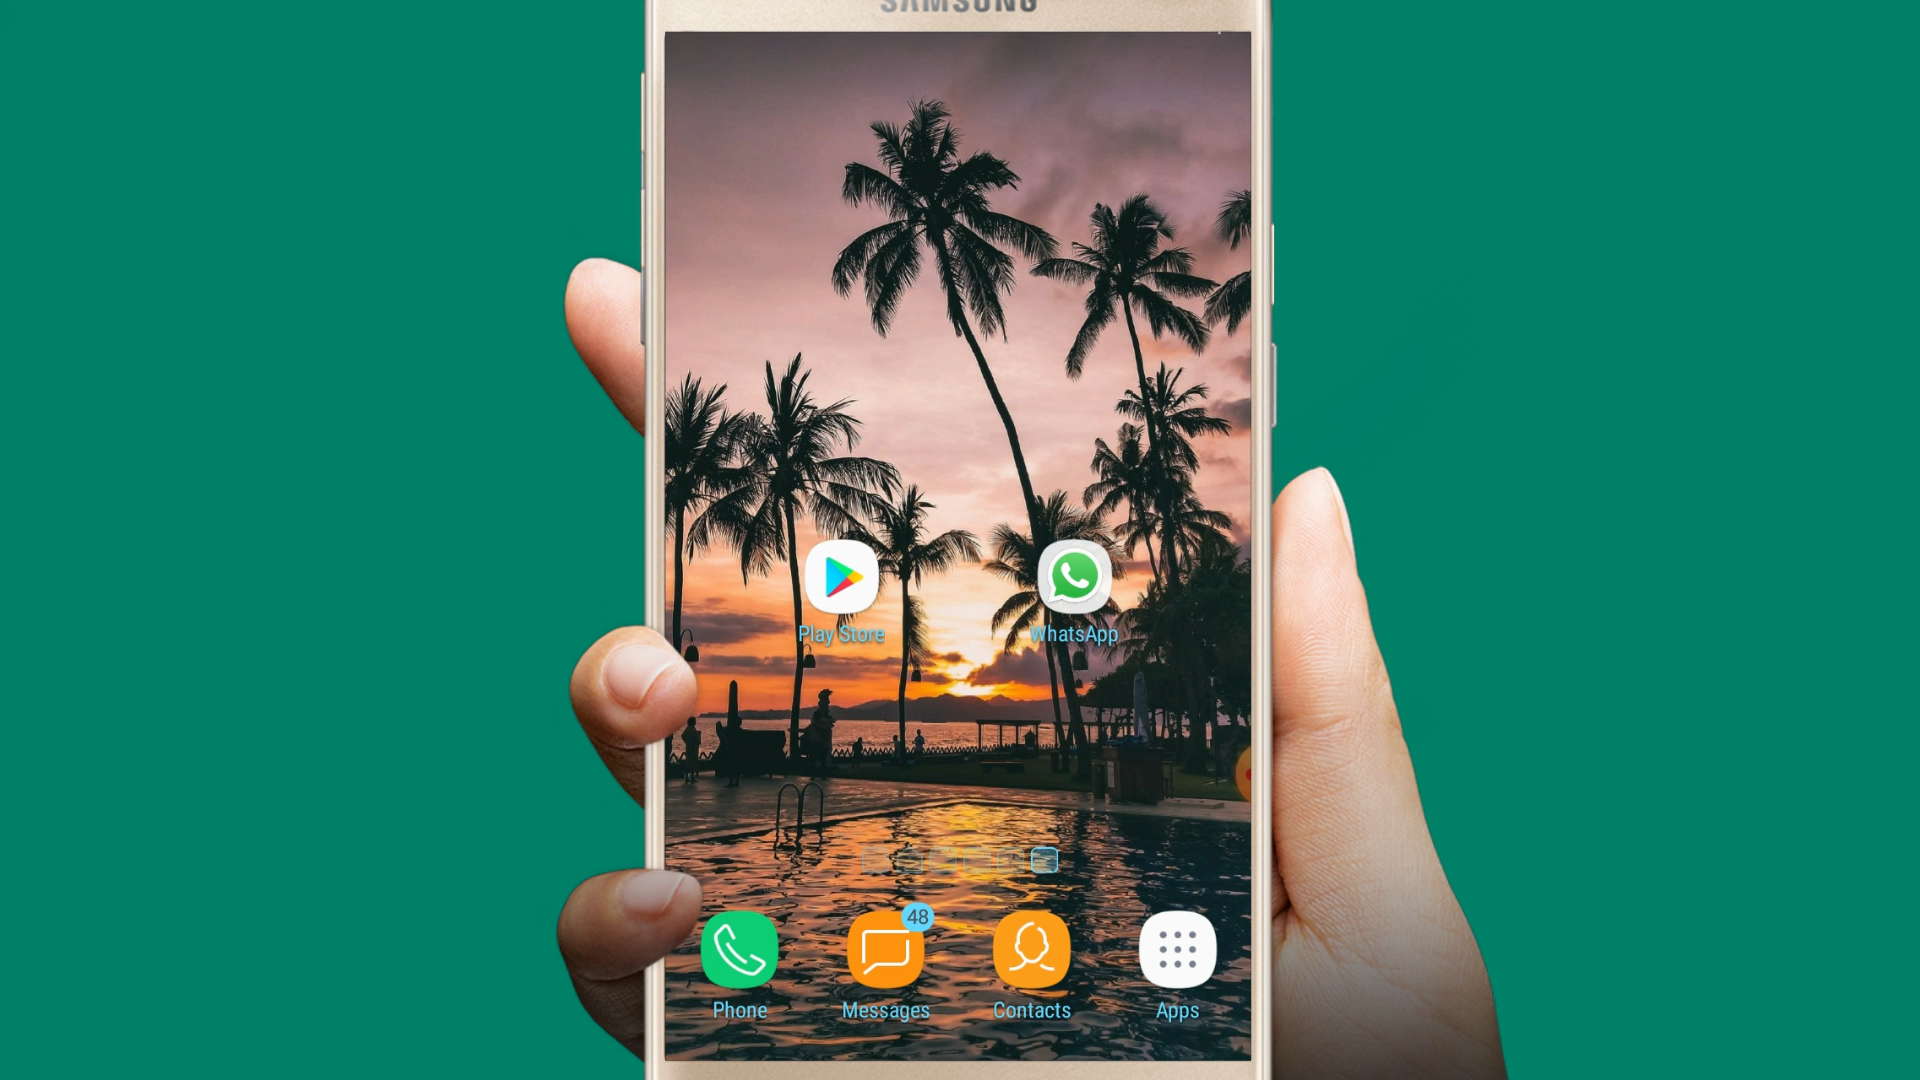 SAMSUNG
Play Store
WhatsApp
48
Phone
Messages
Contacts
Apps